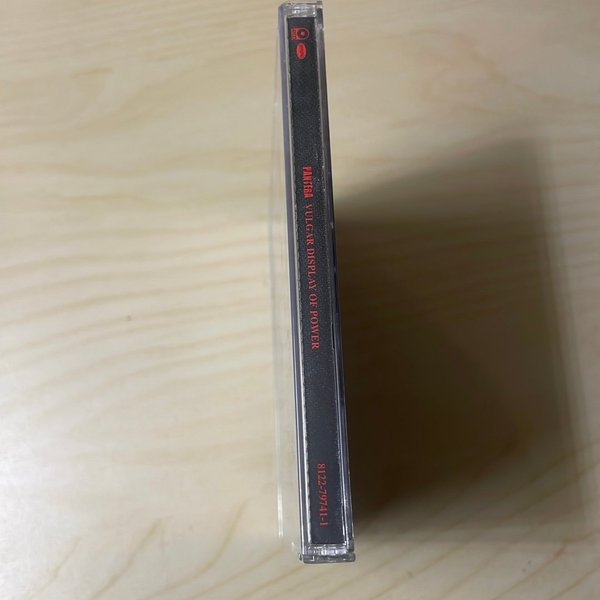 PANTERA VULGAR DISPLAY OF POWER
8122-79741-1